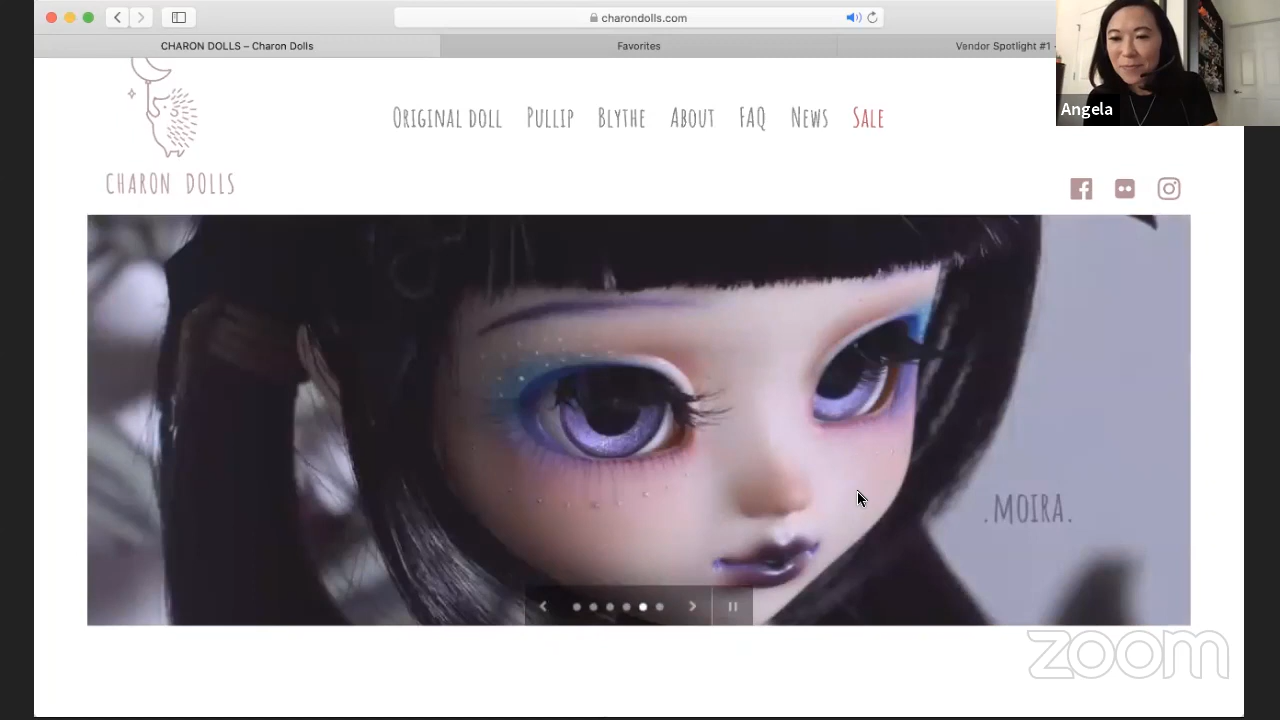 charondolls.com
CHARON DOLLS – Charon Dolls
Favorites
Vendor Spotlight #1
Angela
ORIGINAL DOLL
PULLIP
BLYTHE
ABOUT
FAQ
NEWS
SALE
CHARON DOLLS
.MOIRA.
zoom